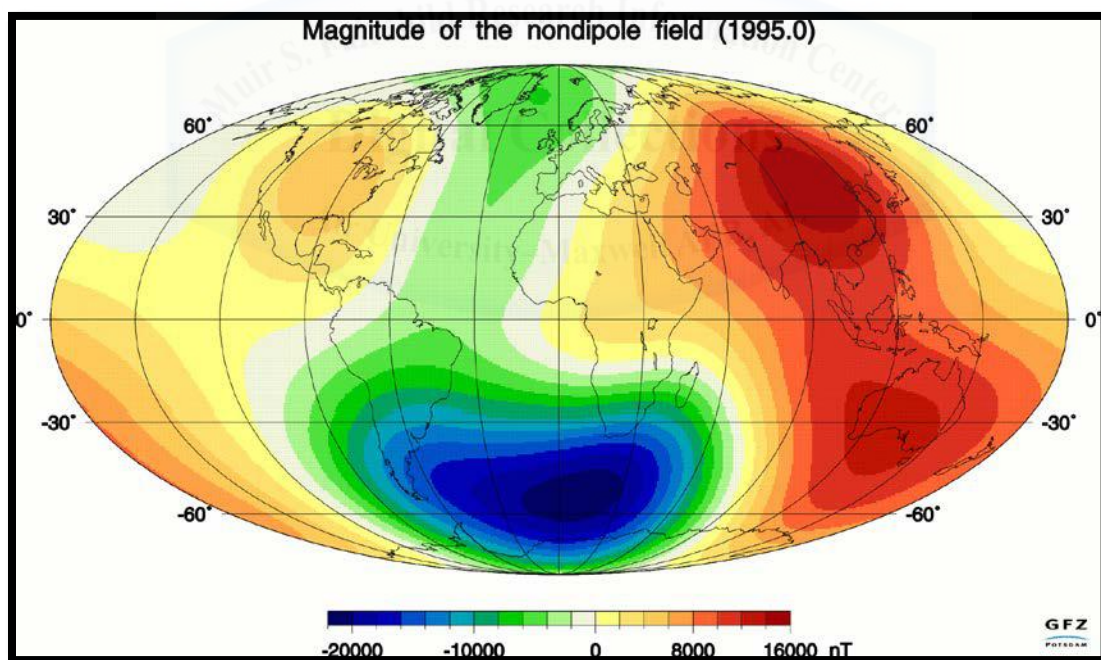 Magnitude of the nondipole field (1995.0)
60° 60°
30° 30°
0° 0°
-30° -30°
-60° -60°
-20000 -10000 0 8000 16000 nT
GFZ
POTSDAM